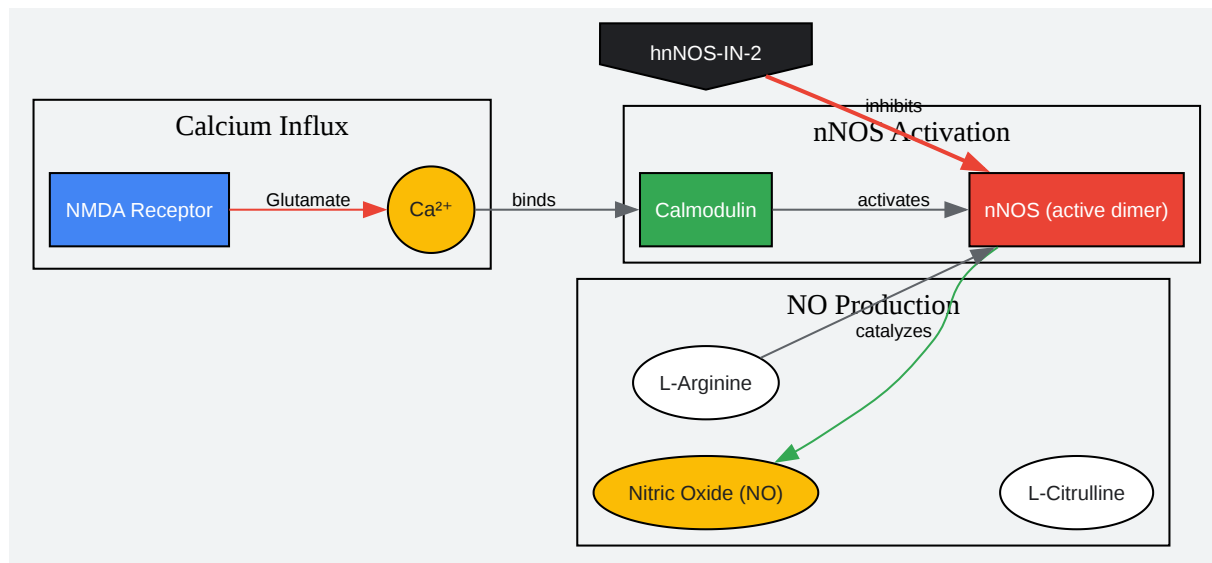 hnNOS-IN-2
inhibits
Calcium Influx
nNOS Activation
NMDA Receptor
Glutamate
Ca²⁺
binds
Calmodulin
activates
nNOS (active dimer)
NO Production
catalyzes
L-Arginine
Nitric Oxide (NO)
L-Citrulline